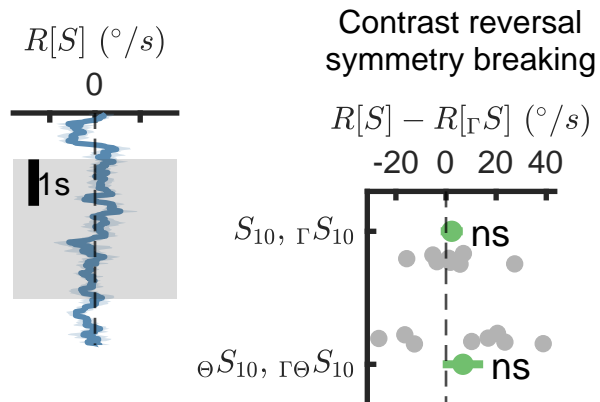 R[S] (°/s)
0
1s
Contrast reversal
symmetry breaking
R[S] − R[ΓS] (°/s)
-20 0 20 40
S10, ΓS10
ns
ΘS10, ΓΘS10
ns